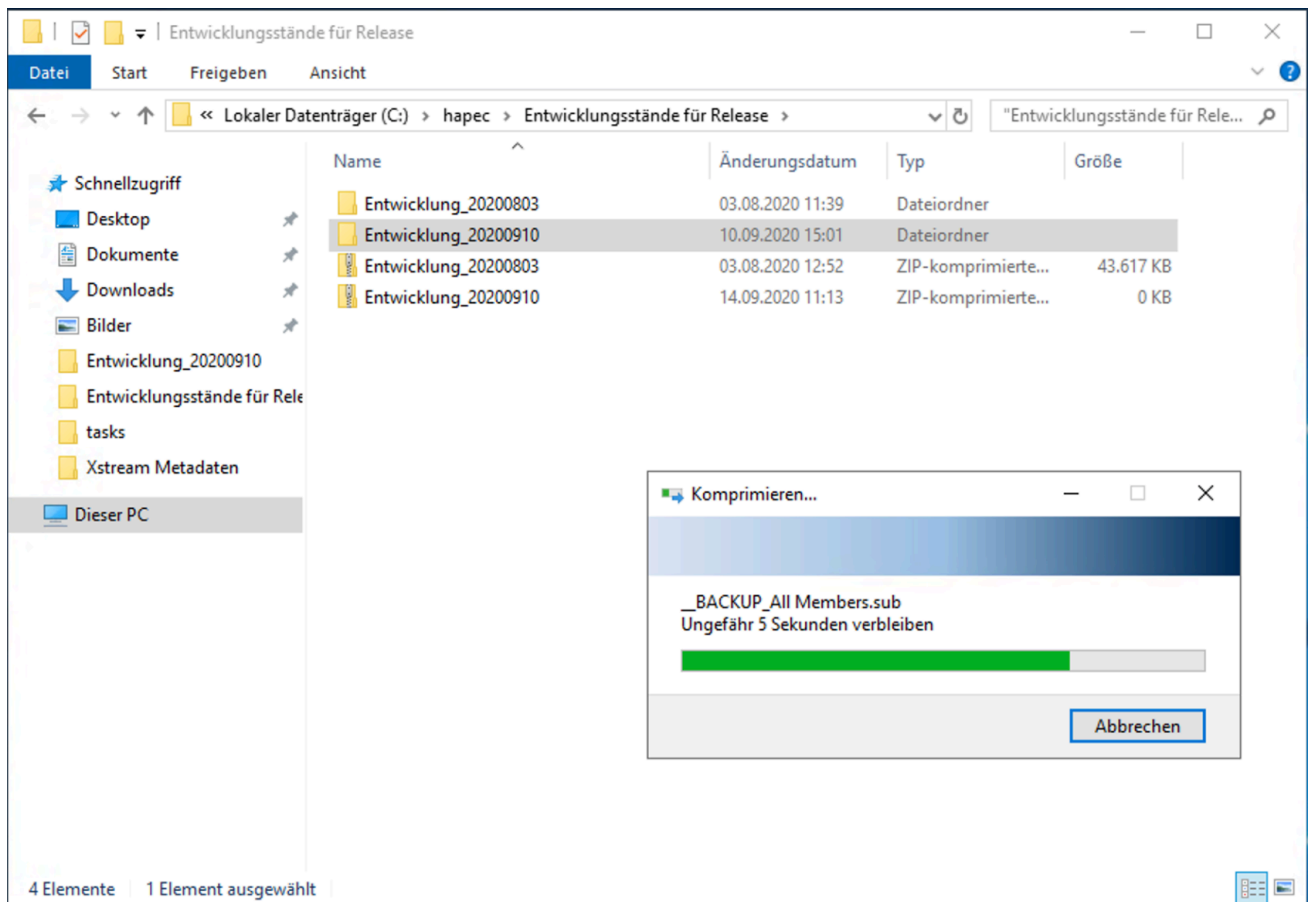 Entwicklungsstände für Release
Datei Start Freigeben Ansicht
« Lokaler Datenträger (C:) › hapec › Entwicklungsstände für Release ›
"Entwicklungsstände für Rele...
Name Änderungsdatum Typ Größe
Schnellzugriff
Desktop
Dokumente
Downloads
Bilder
Entwicklung_20200910
Entwicklungsstände für Rele
tasks
Xstream Metadaten
Dieser PC
Entwicklung_20200803 03.08.2020 11:39 Dateiordner
Entwicklung_20200910 10.09.2020 15:01 Dateiordner
Entwicklung_20200803 03.08.2020 12:52 ZIP-komprimierte... 43.617 KB
Entwicklung_20200910 14.09.2020 11:13 ZIP-komprimierte... 0 KB
Komprimieren...
__BACKUP_All Members.sub
Ungefähr 5 Sekunden verbleiben
Abbrechen
4 Elemente 1 Element ausgewählt